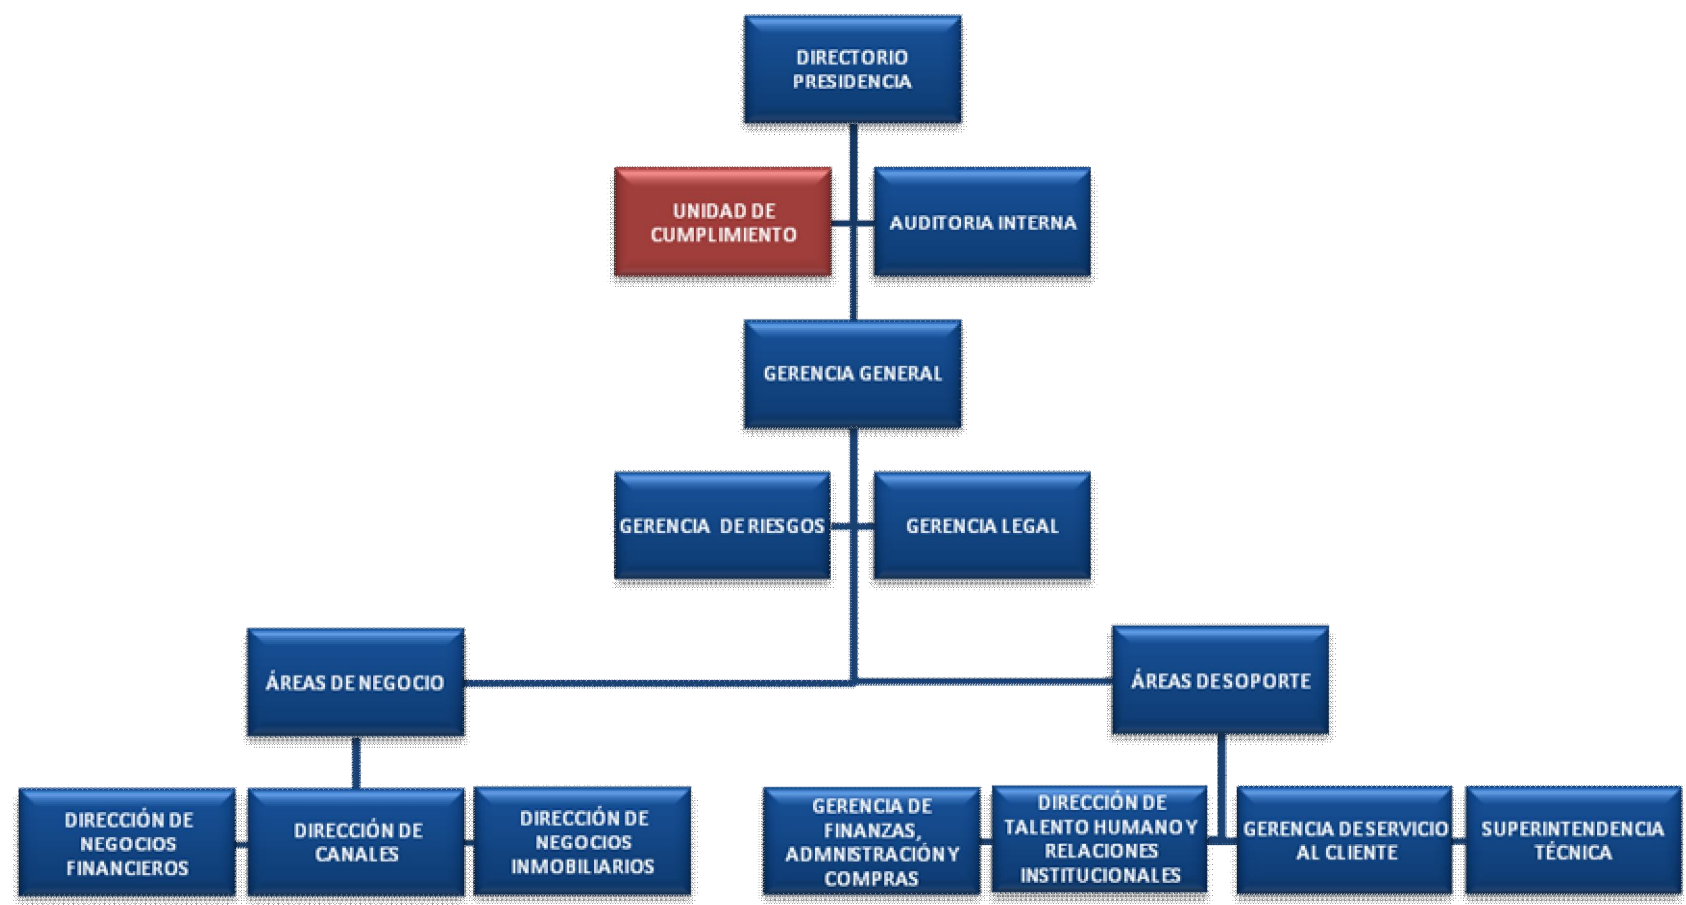 DIRECTORIO
PRESIDENCIA
UNIDAD DE
CUMPLIMIENTO
AUDITORIA INTERNA
GERENCIA GENERAL
GERENCIA DE RIESGOS
GERENCIA LEGAL
ÁREAS DE NEGOCIO
ÁREAS DE SOPORTE
DIRECCIÓN DE
NEGOCIOS
FINANCIEROS
DIRECCIÓN DE
CANALES
DIRECCIÓN DE
NEGOCIOS
INMOBILIARIOS
GERENCIA DE
FINANZAS,
ADMNISTRACIÓN Y
COMPRAS
DIRECCIÓN DE
TALENTO HUMANO Y
RELACIONES
INSTITUCIONALES
GERENCIA DE SERVICIO
AL CLIENTE
SUPERINTENDENCIA
TÉCNICA